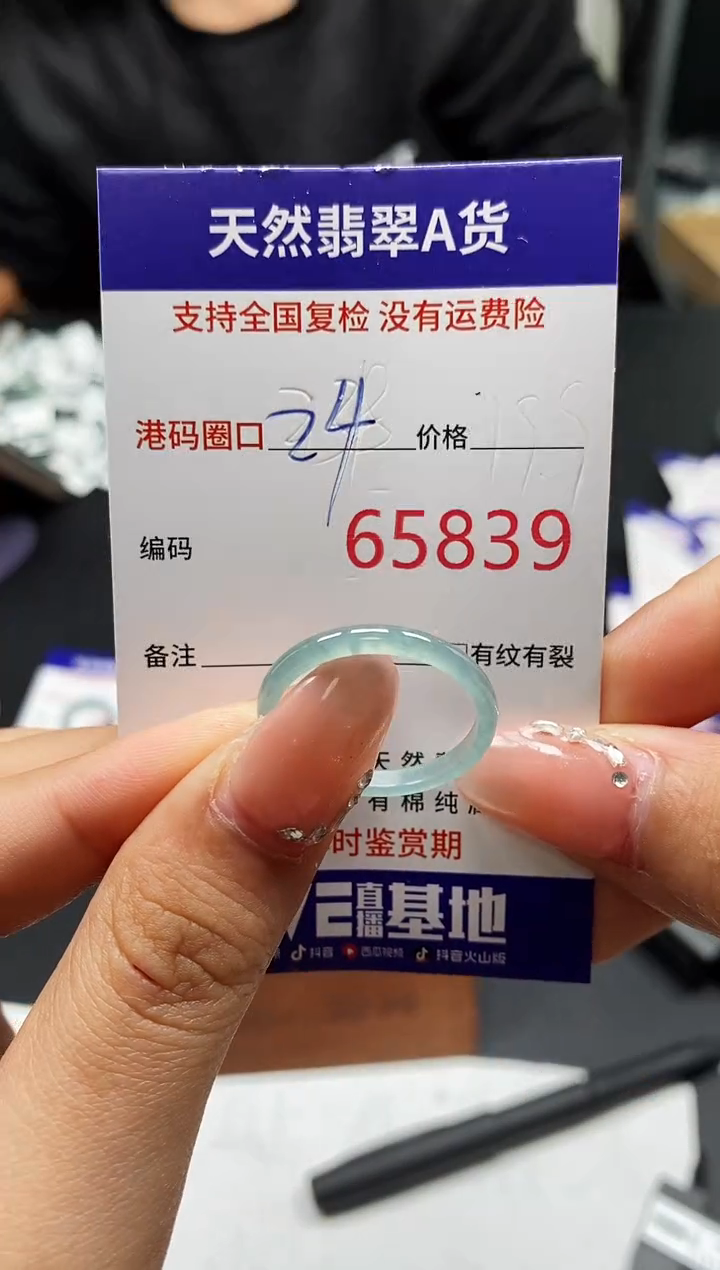 天然翡翠A货
支持全国复检 没有运费险
港码圈口 24 价格
编码 65839
备注 有纹有裂
天然
有棉纯
时鉴赏期
VE直播基地
抖音 西瓜视频 抖音火山版